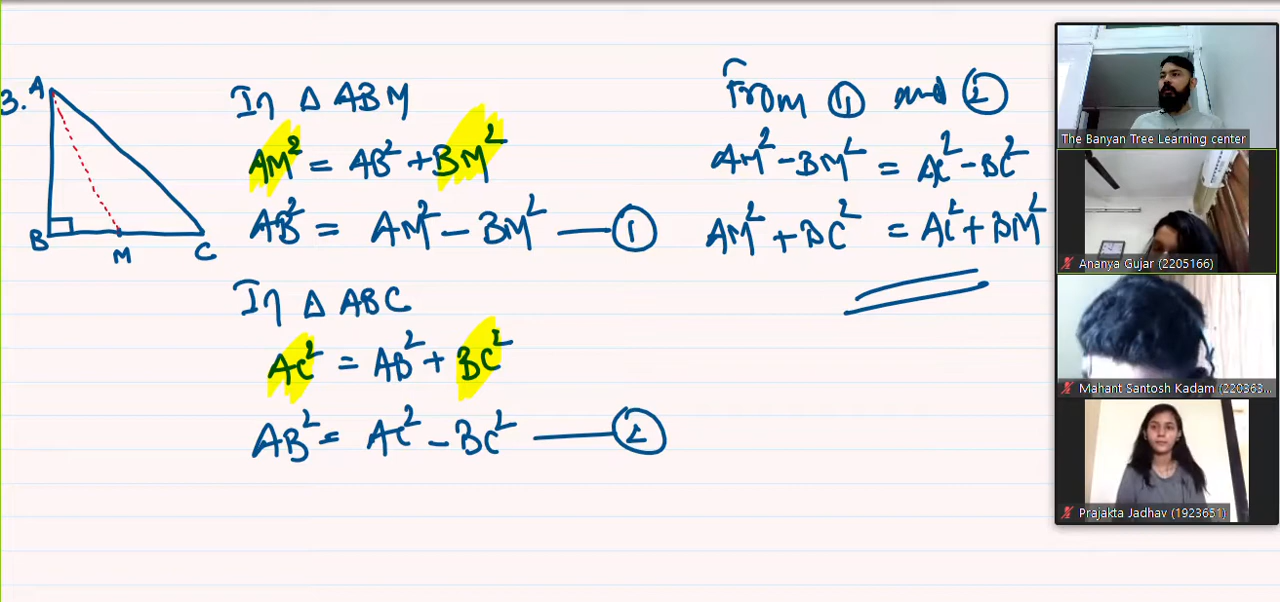 3.
A
B
M
C
In Δ ABM
AM² = AB² + BM²
AB² = AM² - BM² — ①
In Δ ABC
AC² = AB² + BC²
AB² = AC² - BC² — ②
From ① and ②
AM² - BM² = AC² - BC²
AM² + BC² = AC² + BM²
The Banyan Tree Learning center
Ananya Gujar (2205166)
Mahant Santosh Kadam (220363...
Prajakta Jadhav (1923651)